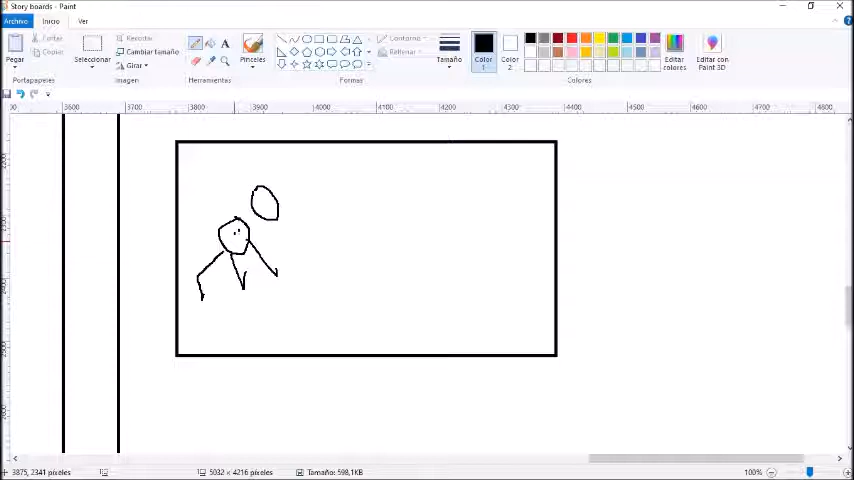 Story boards - Paint
Archivo Inicio Ver
Pegar
Cortar
Copiar
Portapapeles
Seleccionar
Recortar
Cambiar tamaño
Girar
Imagen
A
Herramientas
Pinceles
Contorno
Rellenar
Formas
Tamaño
Color 1
Color 2
Editar colores
Colores
Editar con Paint 3D
3600 3700 3800 3900 4000 4100 4200 4300 4400 4500 4600 4700 4800
3875, 2341 píxeles
5032 × 4216 píxeles
Tamaño: 598,1KB
100%